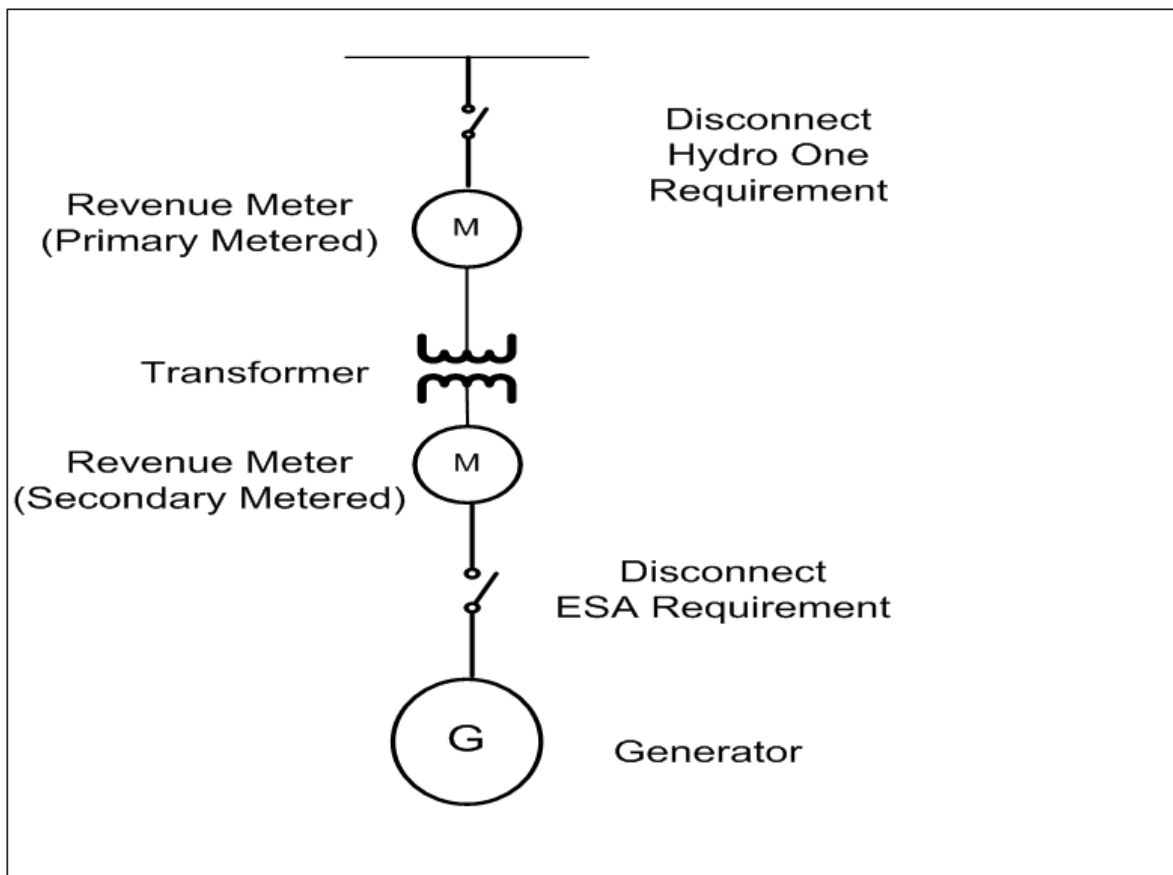 Disconnect
Hydro One
Requirement
Revenue Meter
(Primary Metered)
M
Transformer
Revenue Meter
(Secondary Metered)
M
Disconnect
ESA Requirement
G
Generator